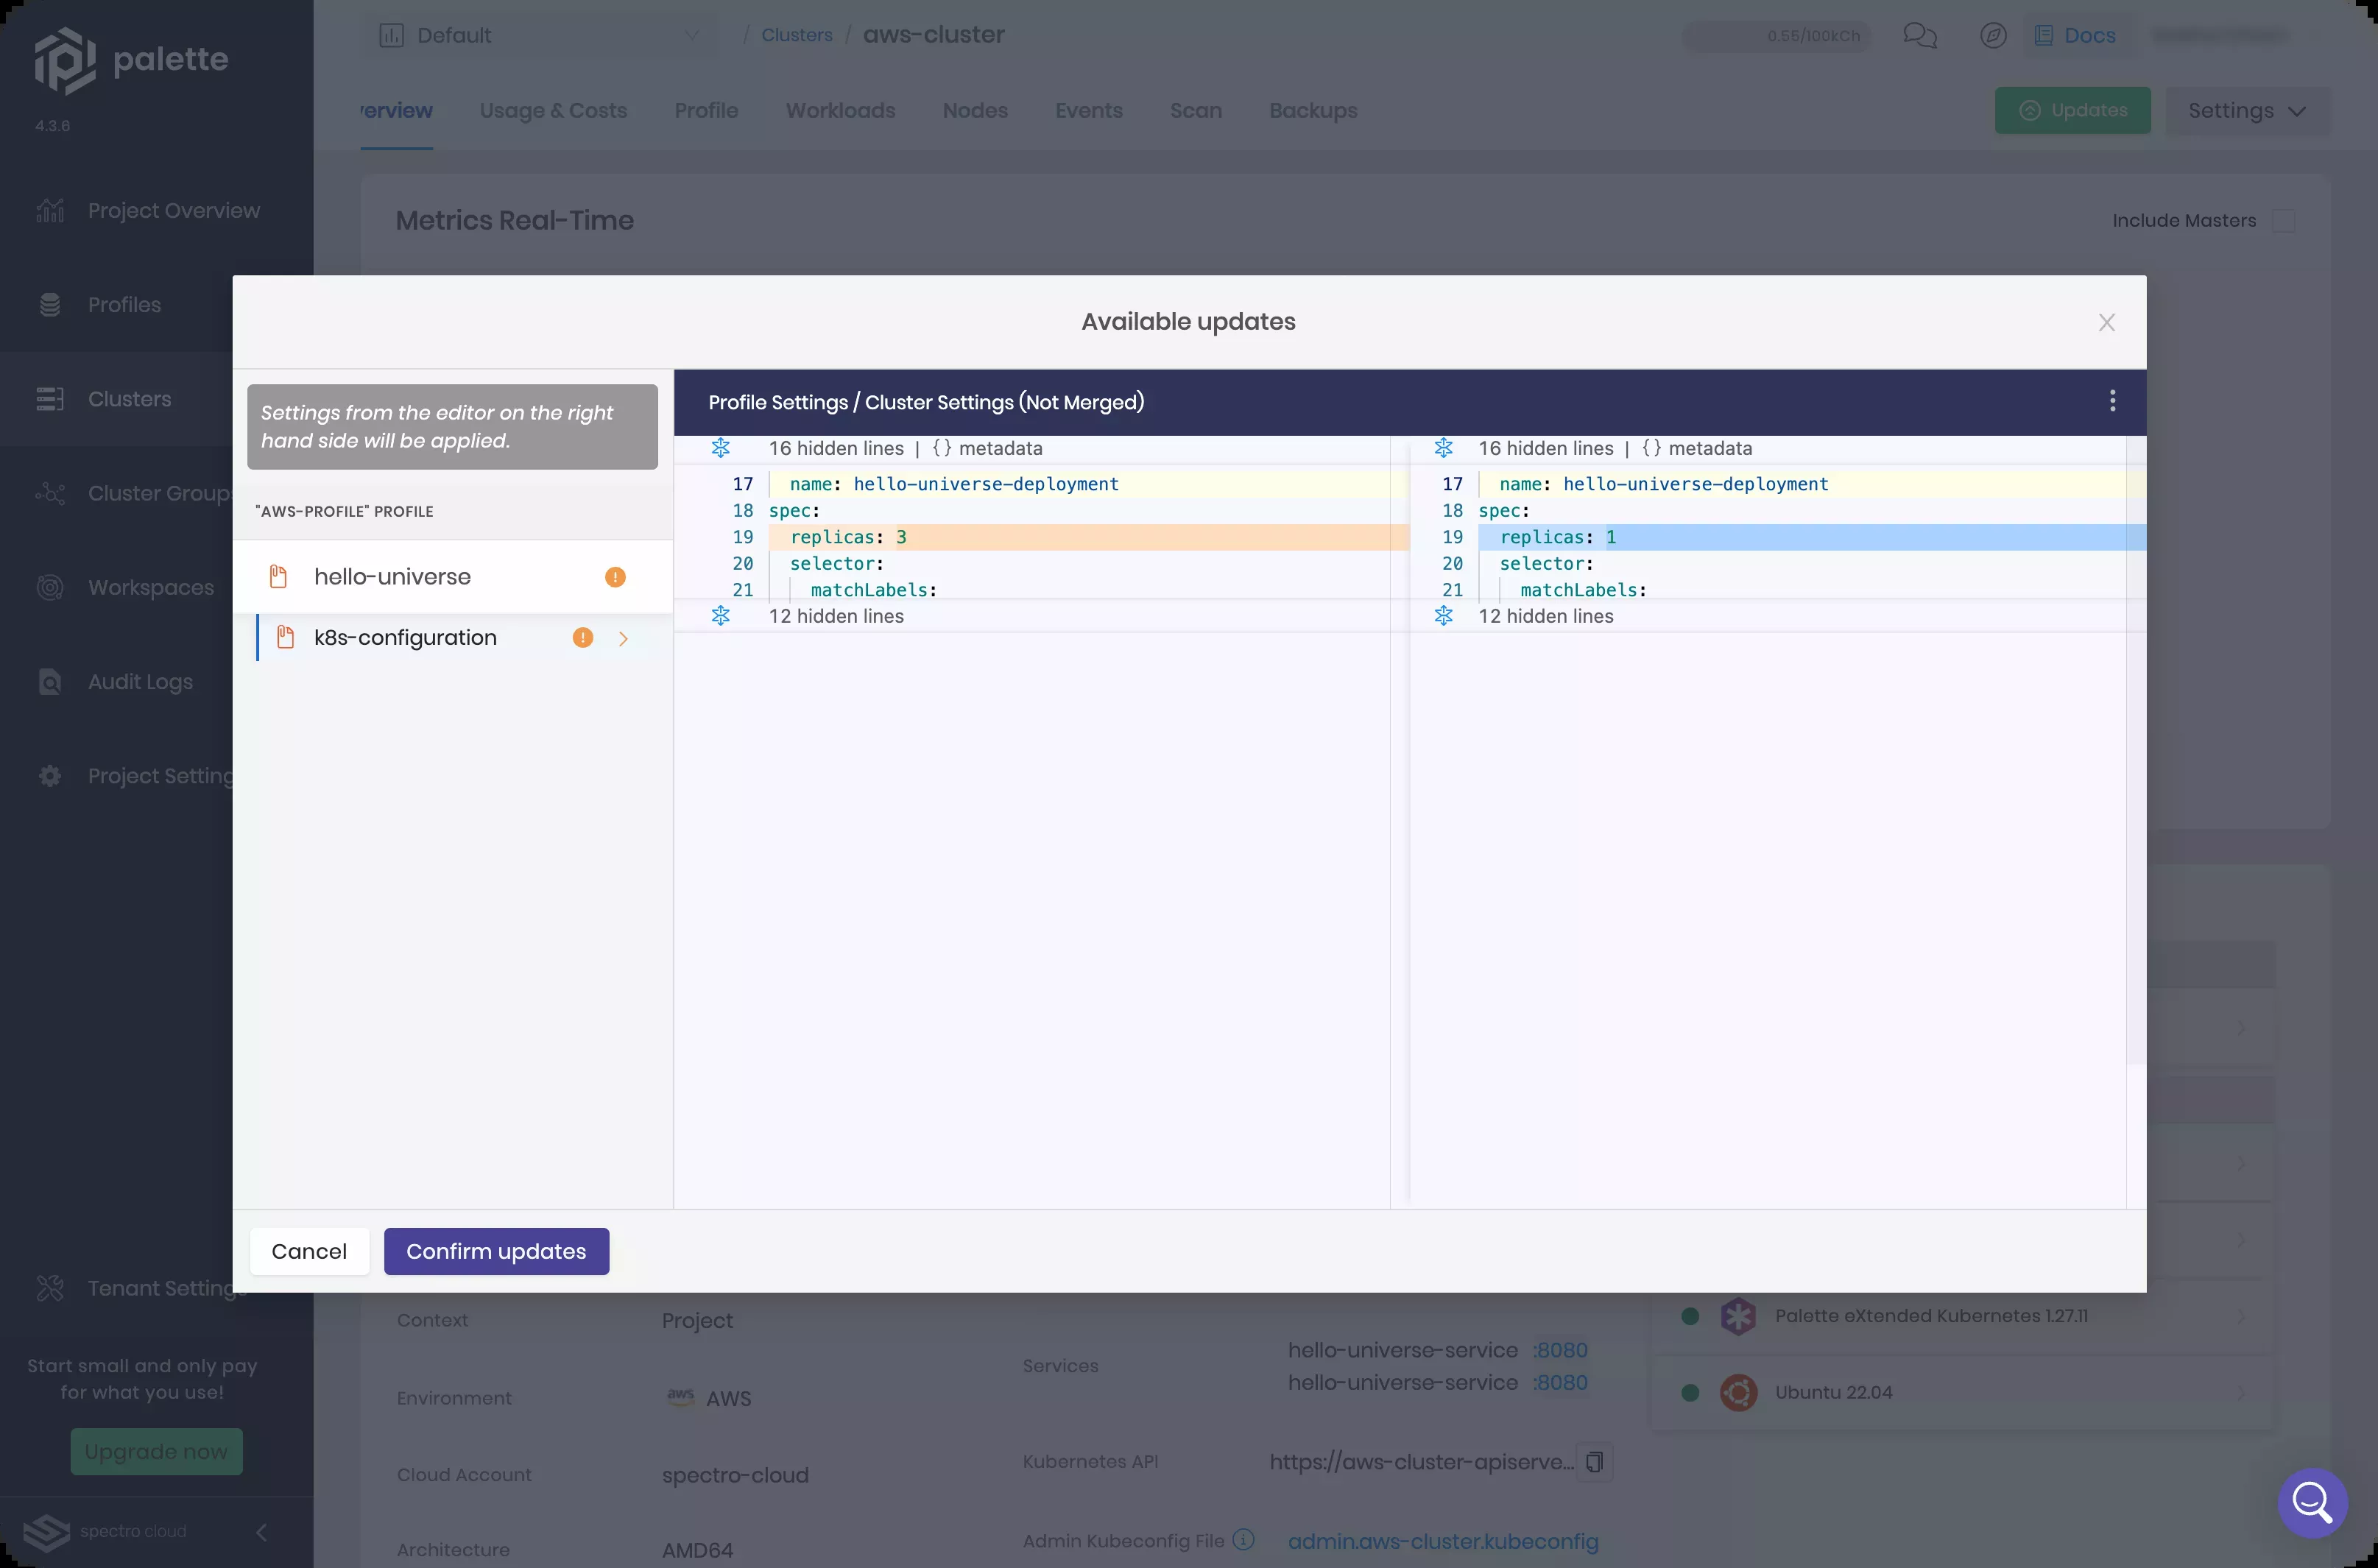 palette
4.3.6
Project Overview
Profiles
Clusters
Cluster Group
Workspaces
Audit Logs
Project Setting
Tenant Setting
Start small and only pay
for what you use!
Upgrade now
spectro cloud
Default
/ Clusters / aws-cluster
0.55/100kCh
Docs
verview Usage & Costs Profile Workloads Nodes Events Scan Backups
Updates
Settings
Metrics Real-Time
Include Masters
Available updates
Settings from the editor on the right
hand side will be applied.
"AWS-PROFILE" PROFILE
hello-universe
k8s-configuration
Profile Settings / Cluster Settings (Not Merged)
16 hidden lines | {} metadata
17 name: hello-universe-deployment
18 spec:
19 replicas: 3
20 selector:
21 matchLabels:
12 hidden lines
16 hidden lines | {} metadata
17 name: hello-universe-deployment
18 spec:
19 replicas: 1
20 selector:
21 matchLabels:
12 hidden lines
Cancel
Confirm updates
Context Project
Environment aws AWS
Cloud Account spectro-cloud
Architecture AMD64
Services
hello-universe-service :8080
hello-universe-service :8080
Kubernetes API https://aws-cluster-apiserve...
Admin Kubeconfig File admin.aws-cluster.kubeconfig
Palette eXtended Kubernetes 1.27.11
Ubuntu 22.04